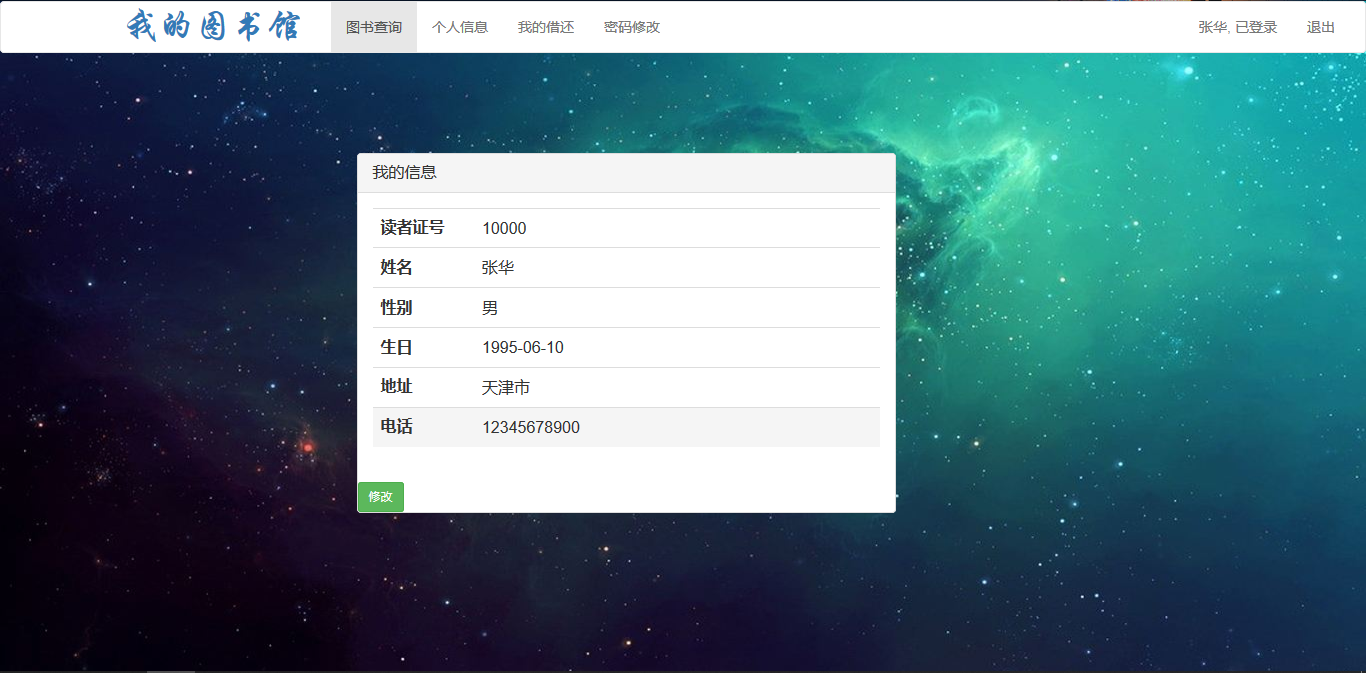 我的图书馆 图书查询 个人信息 我的借还 密码修改 张华, 已登录 退出
我的信息
读者证号 10000
姓名 张华
性别 男
生日 1995-06-10
地址 天津市
电话 12345678900
修改